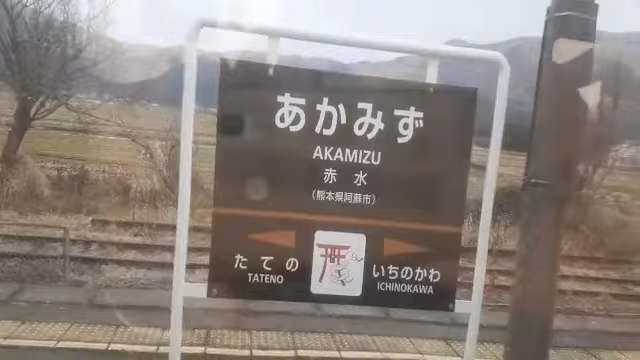 あかみず
AKAMIZU
赤水
(熊本県阿蘇市)
たての
TATENO
いちのかわ
ICHINOKAWA